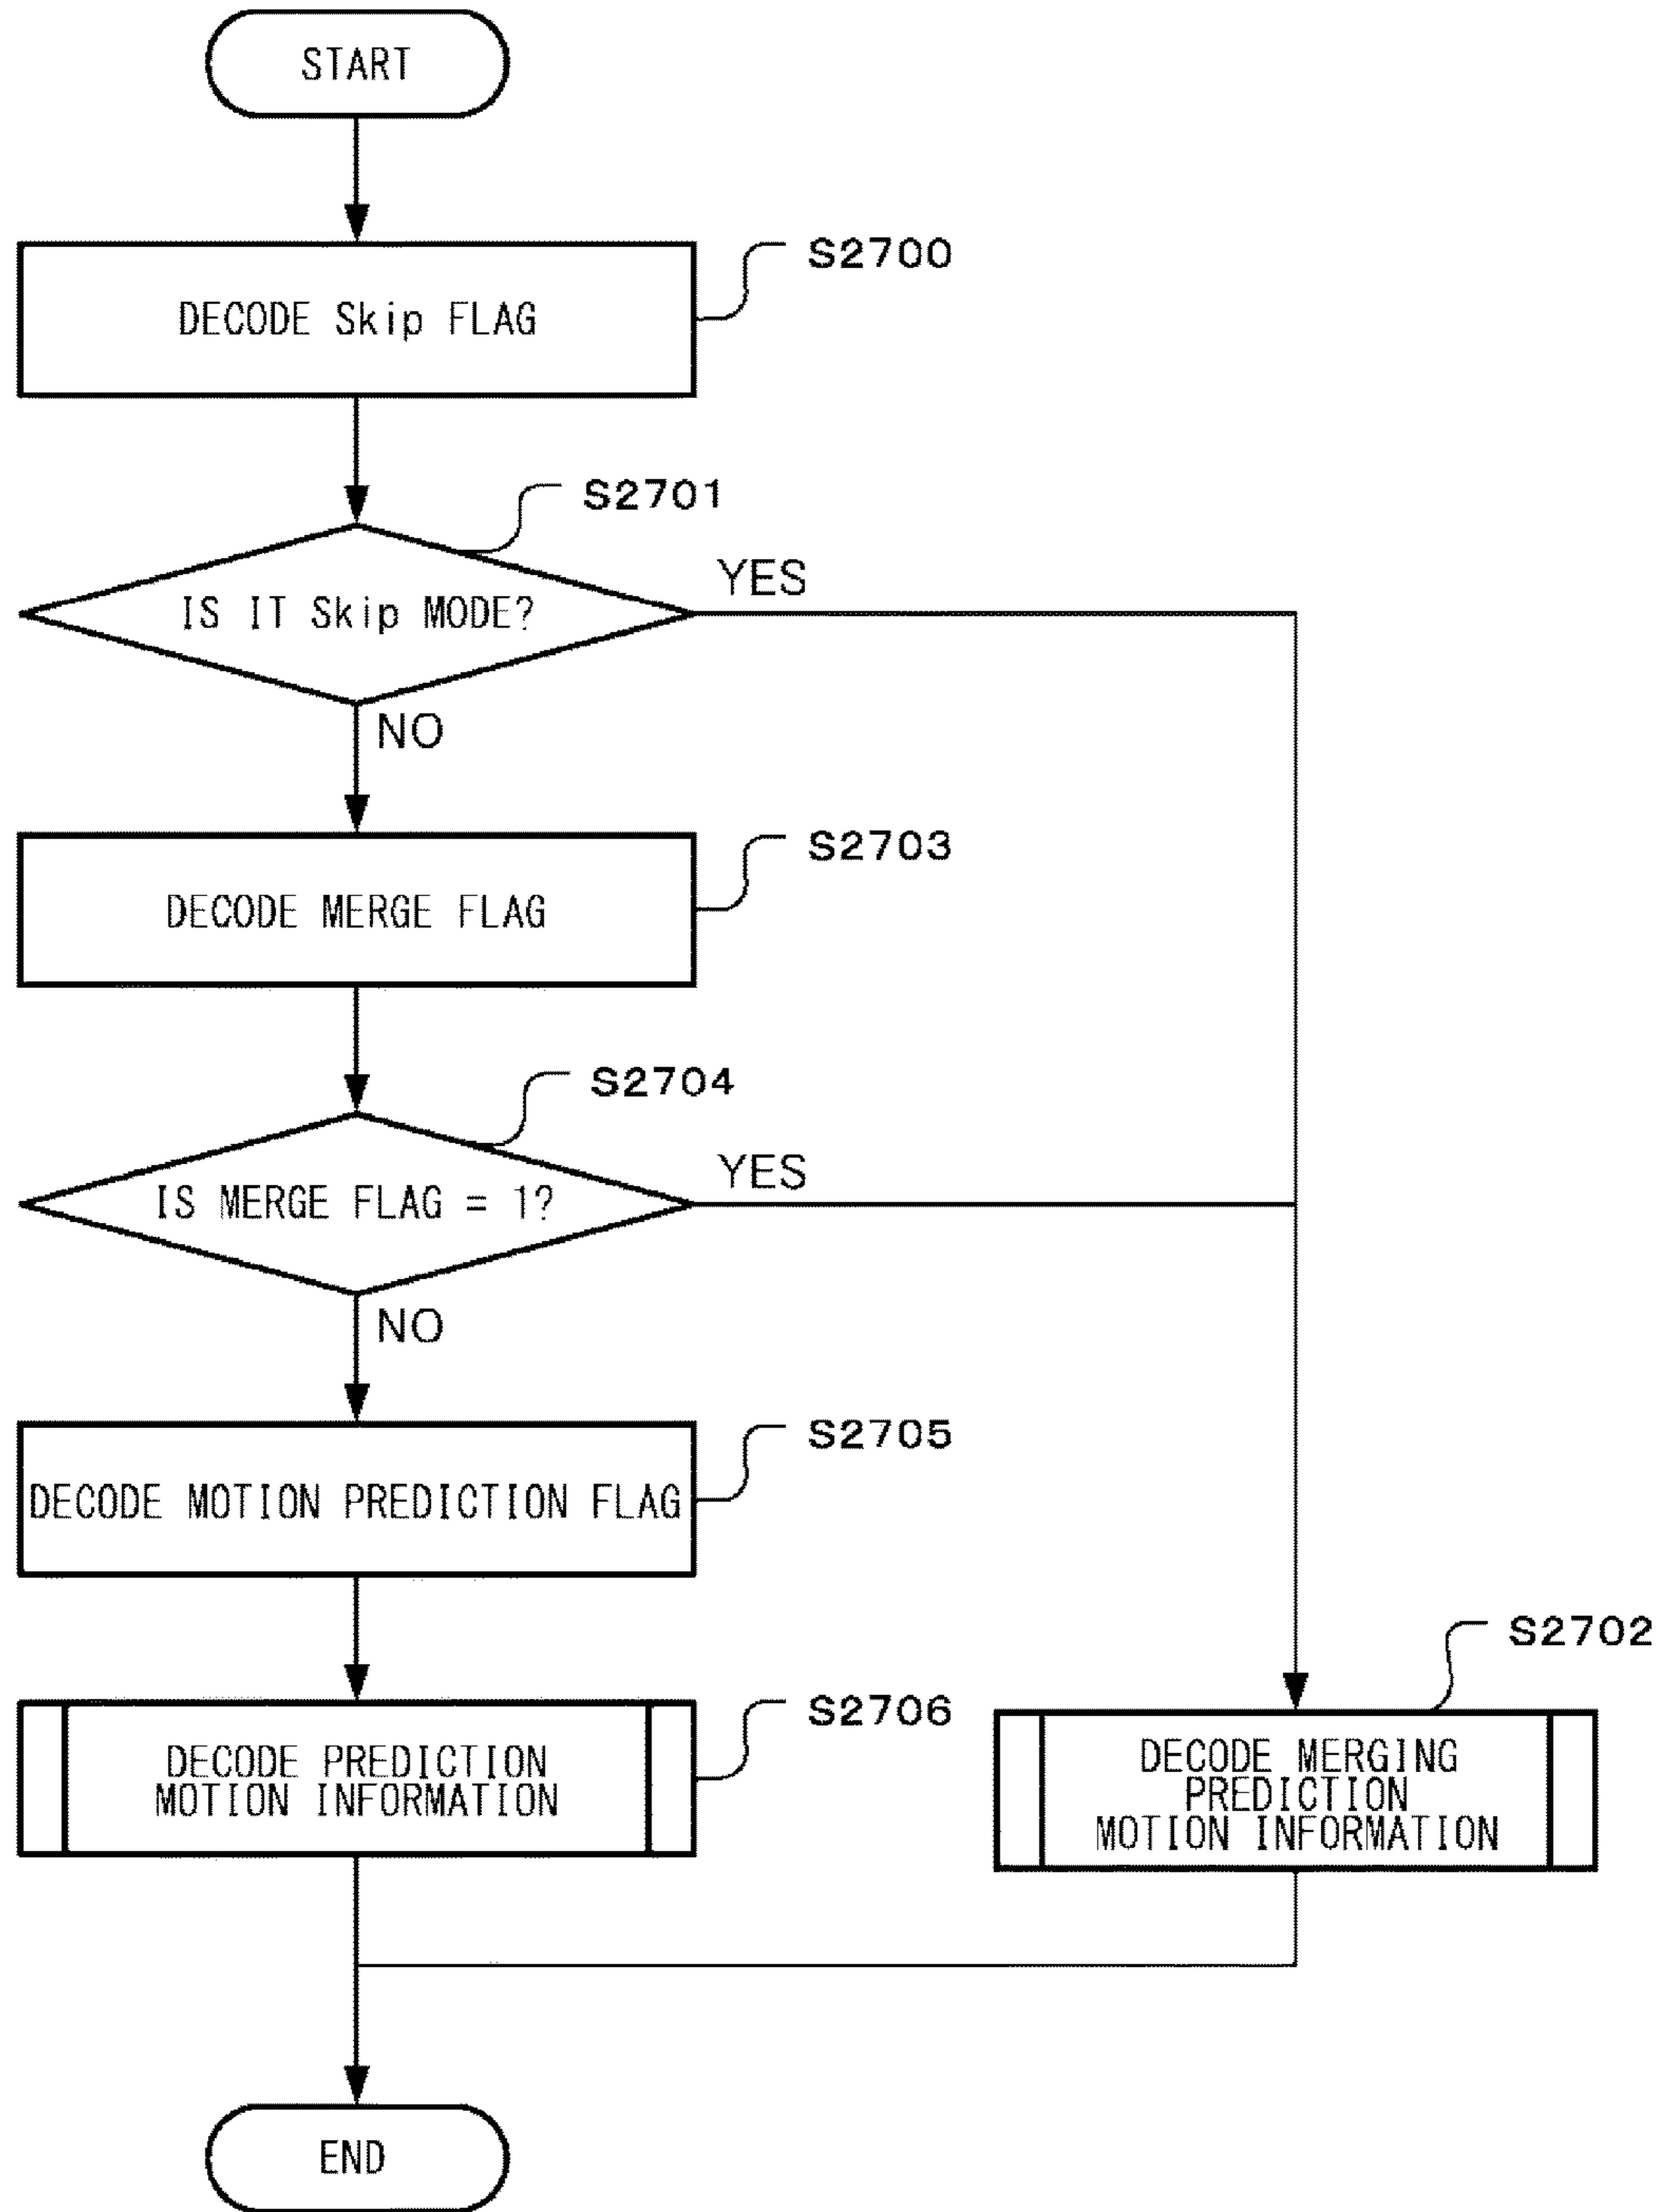 START
S2700
DECODE Skip FLAG
S2701
IS IT Skip MODE?
YES
NO
S2703
DECODE MERGE FLAG
S2704
IS MERGE FLAG = 1?
YES
NO
S2705
DECODE MOTION PREDICTION FLAG
S2706
DECODE PREDICTION
MOTION INFORMATION
S2702
DECODE MERGING
PREDICTION
MOTION INFORMATION
END